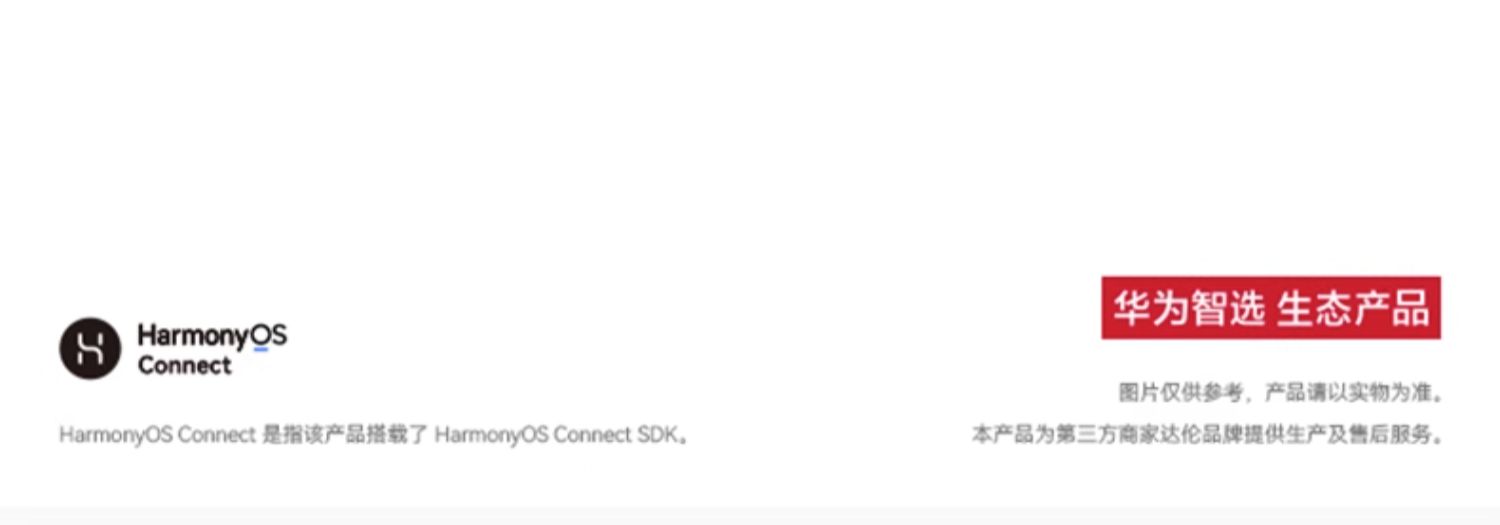 HarmonyOS
Connect
HarmonyOS Connect 是指该产品搭载了 HarmonyOS Connect SDK。
华为智选 生态产品
图片仅供参考，产品请以实物为准。
本产品为第三方商家达伦品牌提供生产及售后服务。